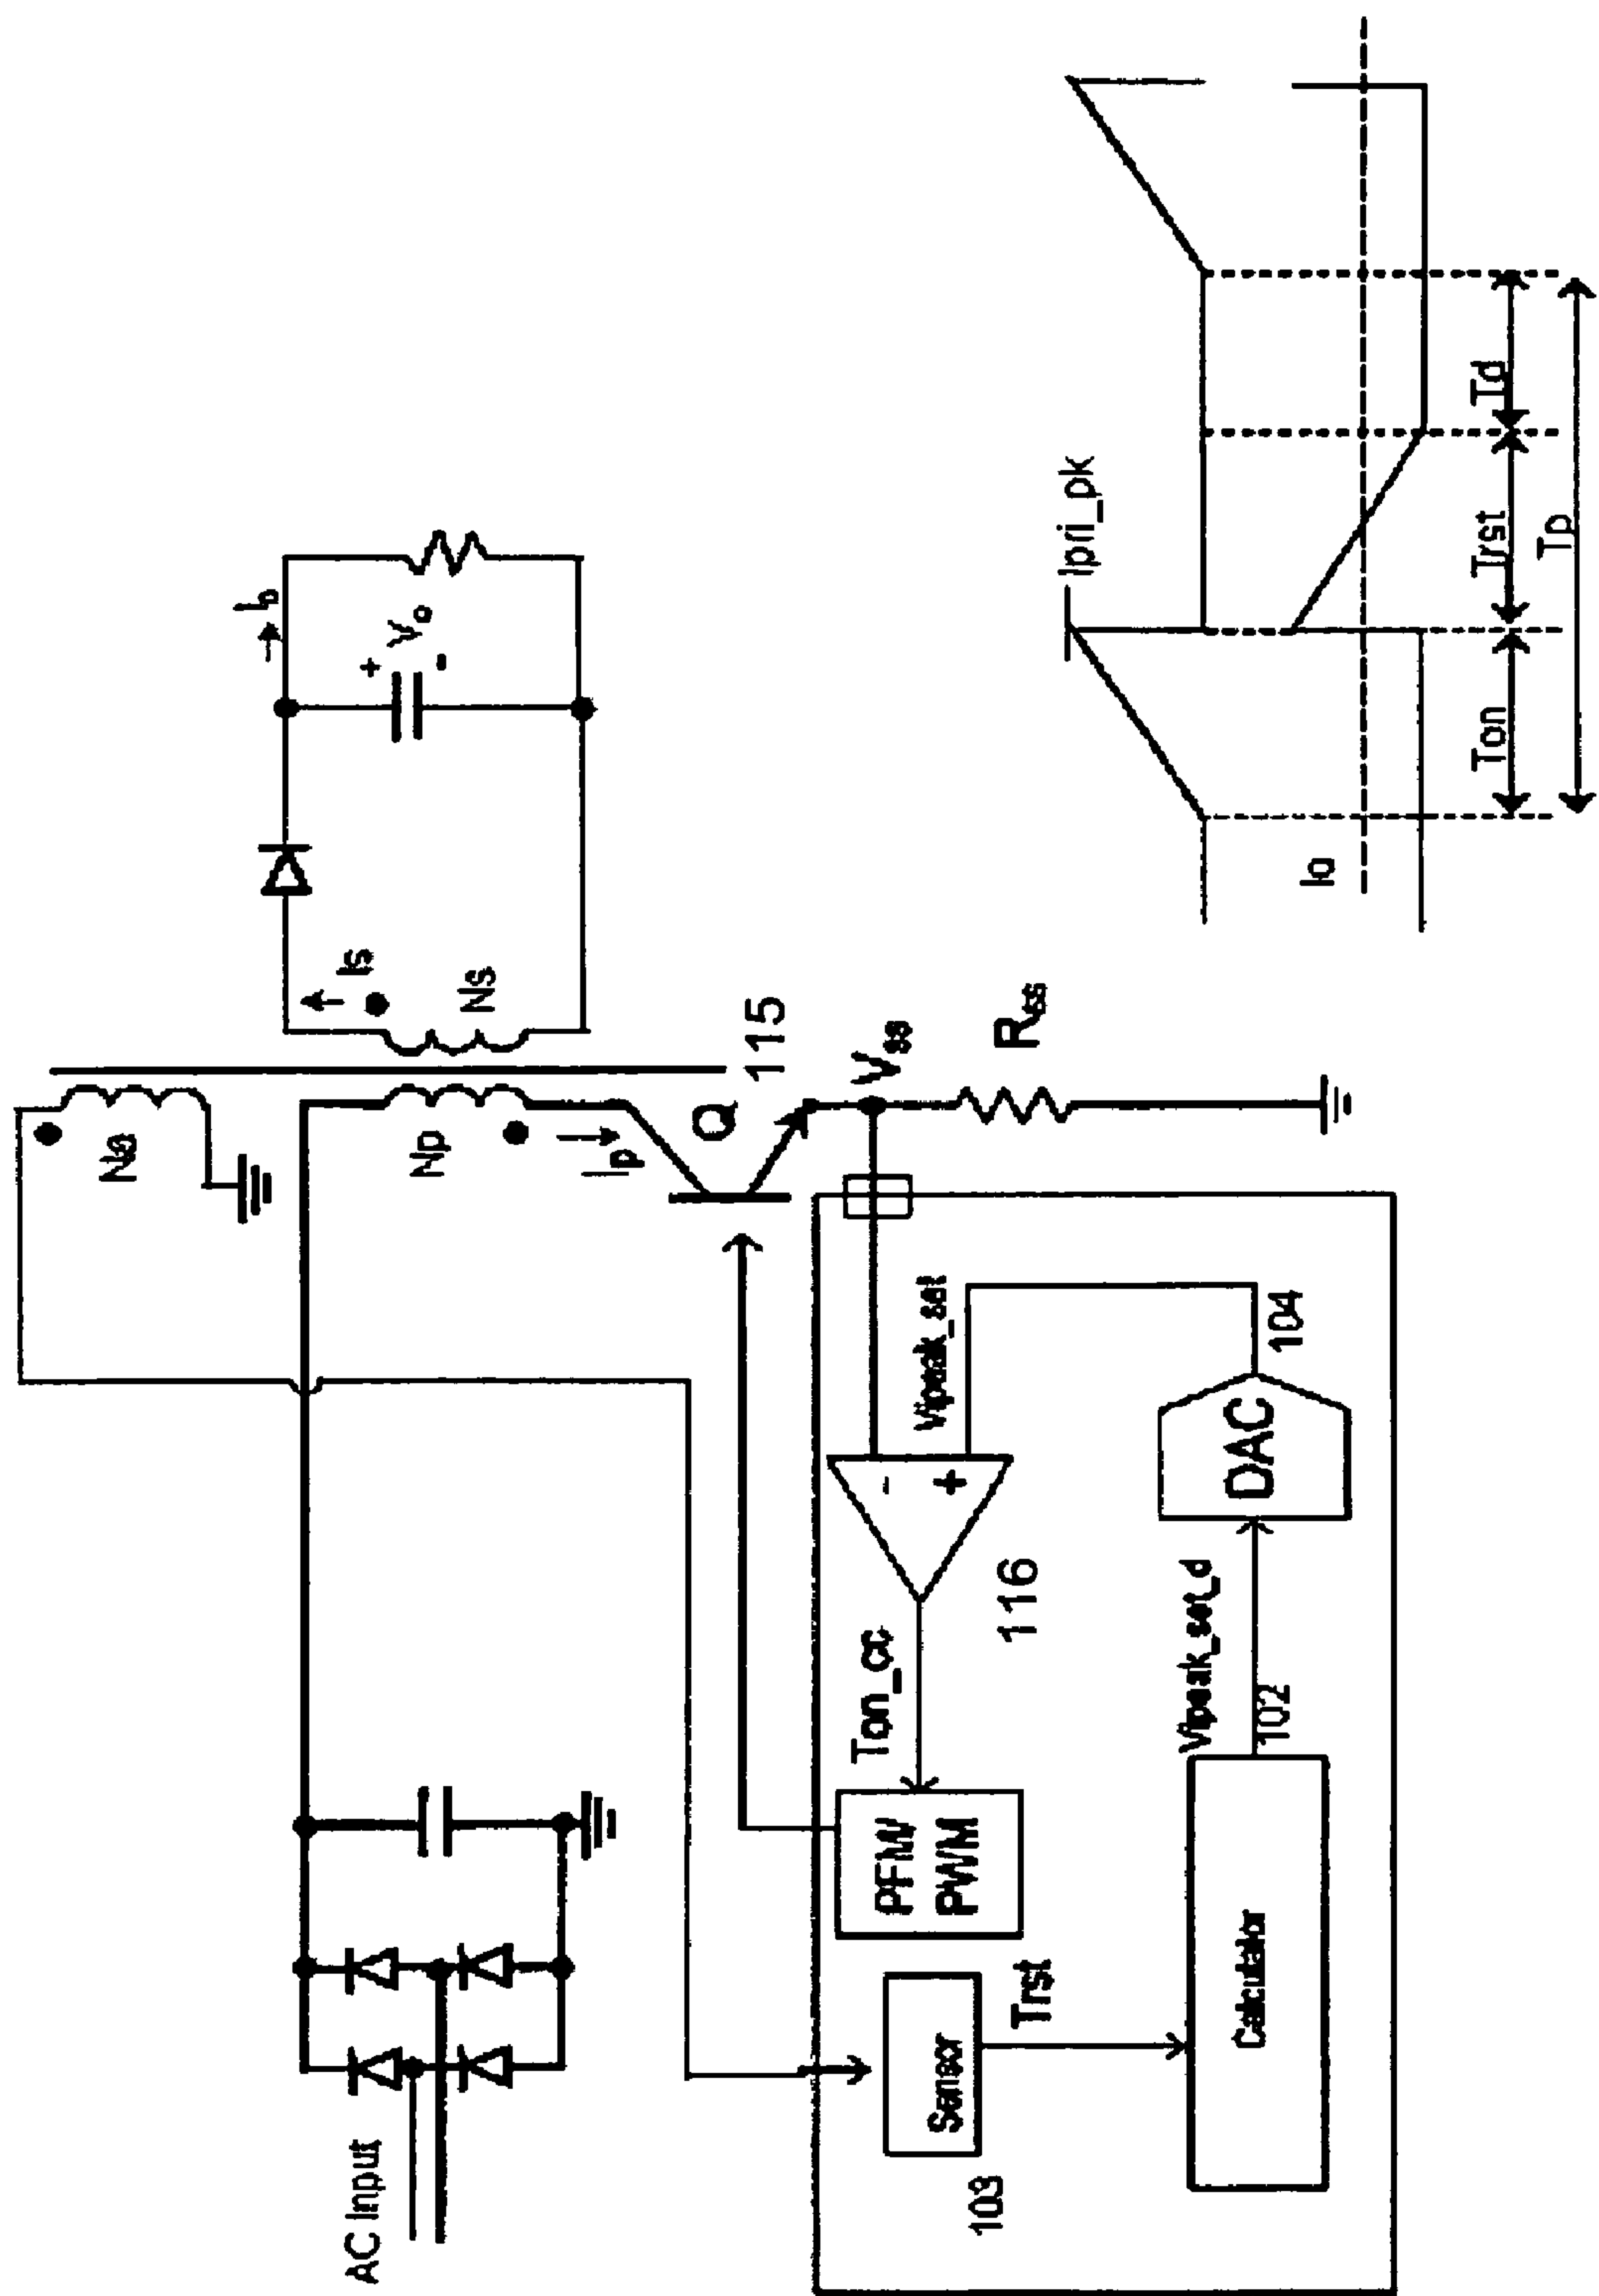 AC Input
Na
Np
Ip
Q
115
Is
Ns
Io
+
Vo
-
Vss
Rss
Sensor
103
Trst
PFM/
PWM
Ton_cc
116
-
+
Vipeak_set
Calculator
Vipeak_set_d
102
DAC
104
Ipri_pk
Io
Ton
Trst
Td
Tp